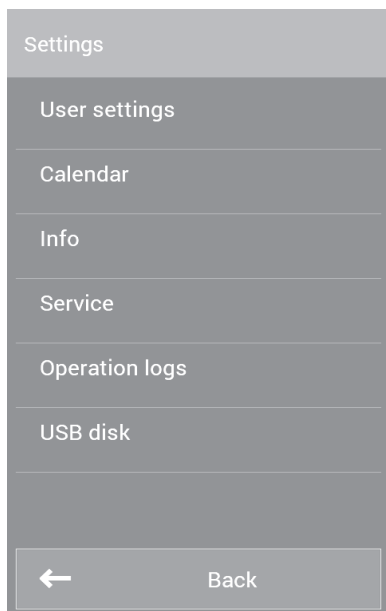 Settings
User settings
Calendar
Info
Service
Operation logs
USB disk
Back